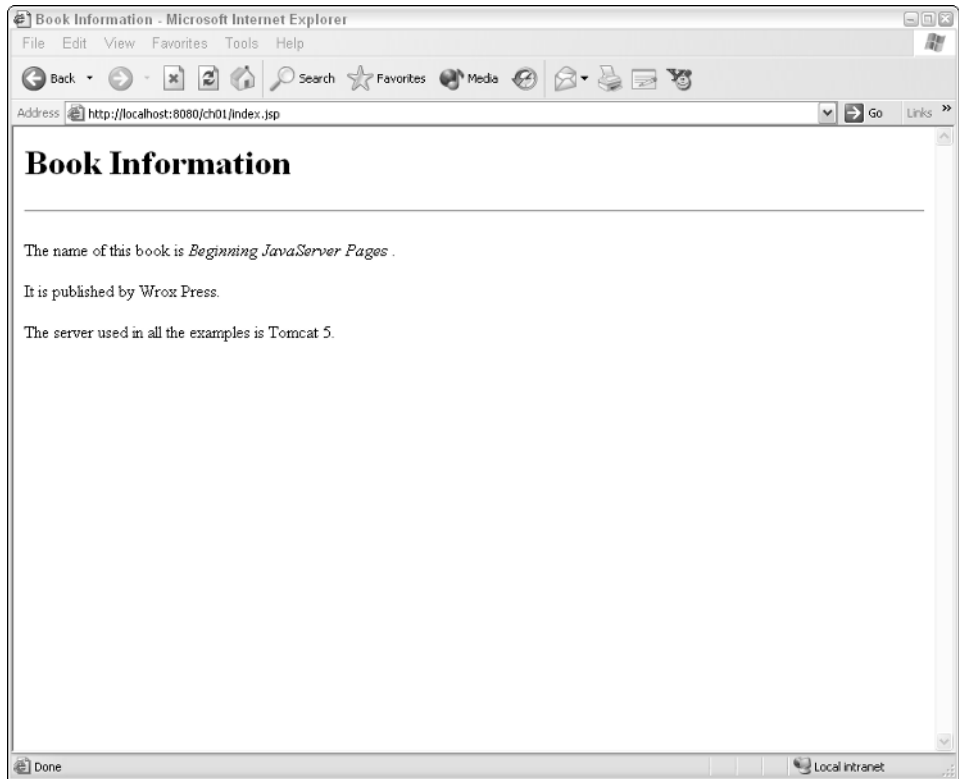 Book Information - Microsoft Internet Explorer
File Edit View Favorites Tools Help
Back Search Favorites Media
Address http://localhost:8080/ch01/index.jsp Go Links »
Book Information
The name of this book is Beginning JavaServer Pages .
It is published by Wrox Press.
The server used in all the examples is Tomcat 5.
Done Local intranet